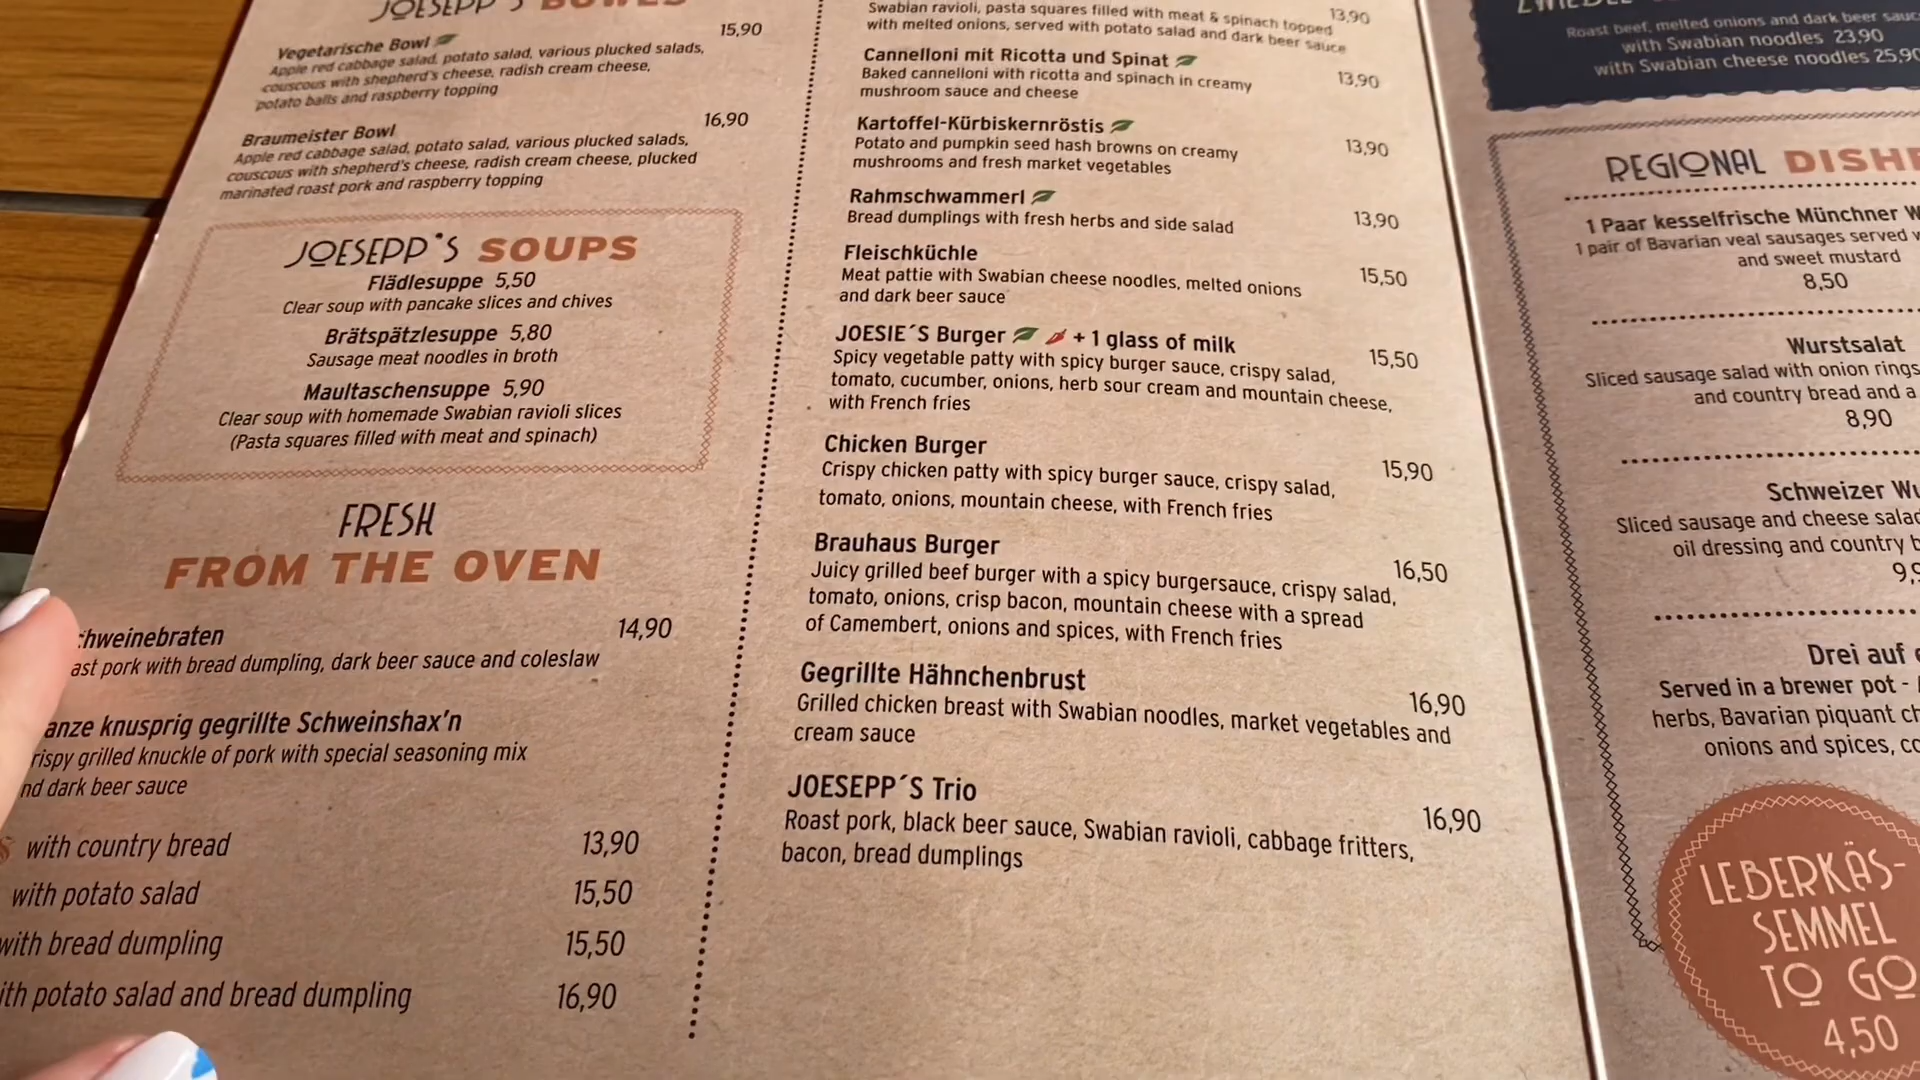 JOESEPP'S BOWLS
Vegetarische Bowl 15,90
Apple red cabbage salad, potato salad, various plucked salads,
couscous with shepherd's cheese, radish cream cheese,
potato balls and raspberry topping
Braumeister Bowl 16,90
Apple red cabbage salad, potato salad, various plucked salads,
couscous with shepherd's cheese, radish cream cheese, plucked
marinated roast pork and raspberry topping
JOESEPP'S SOUPS
Flädlesuppe 5,50
Clear soup with pancake slices and chives
Brätspätzlesuppe 5,80
Sausage meat noodles in broth
Maultaschensuppe 5,90
Clear soup with homemade Swabian ravioli slices
(Pasta squares filled with meat and spinach)
FRESH
FROM THE OVEN
hweinebraten 14,90
ast pork with bread dumpling, dark beer sauce and coleslaw
anze knusprig gegrillte Schweinshax'n
rispy grilled knuckle of pork with special seasoning mix
nd dark beer sauce
with country bread 13,90
with potato salad 15,50
with bread dumpling 15,50
ith potato salad and bread dumpling 16,90
Swabian ravioli, pasta squares filled with meat & spinach topped 13,90
with melted onions, served with potato salad and dark beer sauce
Cannelloni mit Ricotta und Spinat
Baked cannelloni with ricotta and spinach in creamy 13,90
mushroom sauce and cheese
Kartoffel-Kürbiskernröstis
Potato and pumpkin seed hash browns on creamy 13,90
mushrooms and fresh market vegetables
Rahmschwammerl
Bread dumplings with fresh herbs and side salad 13,90
Fleischküchle
Meat pattie with Swabian cheese noodles, melted onions 15,50
and dark beer sauce
JOESIE´S Burger + 1 glass of milk
Spicy vegetable patty with spicy burger sauce, crispy salad, 15,50
tomato, cucumber, onions, herb sour cream and mountain cheese,
with French fries
Chicken Burger
Crispy chicken patty with spicy burger sauce, crispy salad, 15,90
tomato, onions, mountain cheese, with French fries
Brauhaus Burger
Juicy grilled beef burger with a spicy burgersauce, crispy salad, 16,50
tomato, onions, crisp bacon, mountain cheese with a spread
of Camembert, onions and spices, with French fries
Gegrillte Hähnchenbrust
Grilled chicken breast with Swabian noodles, market vegetables and 16,90
cream sauce
JOESEPP´S Trio
Roast pork, black beer sauce, Swabian ravioli, cabbage fritters, 16,90
bacon, bread dumplings
Roast beef, melted onions and dark beer sauc
with Swabian noodles 23,90
with Swabian cheese noodles 25,90
REGIONAL DISHE
1 Paar kesselfrische Münchner W
1 pair of Bavarian veal sausages served w
and sweet mustard
8,50
Wurstsalat
Sliced sausage salad with onion rings
and country bread and a
8,90
Schweizer Wu
Sliced sausage and cheese salad
oil dressing and country b
9,9
Drei auf
Served in a brewer pot -
herbs, Bavarian piquant ch
onions and spices, co
LEBERKÄS-
SEMMEL
TO GO
4,50